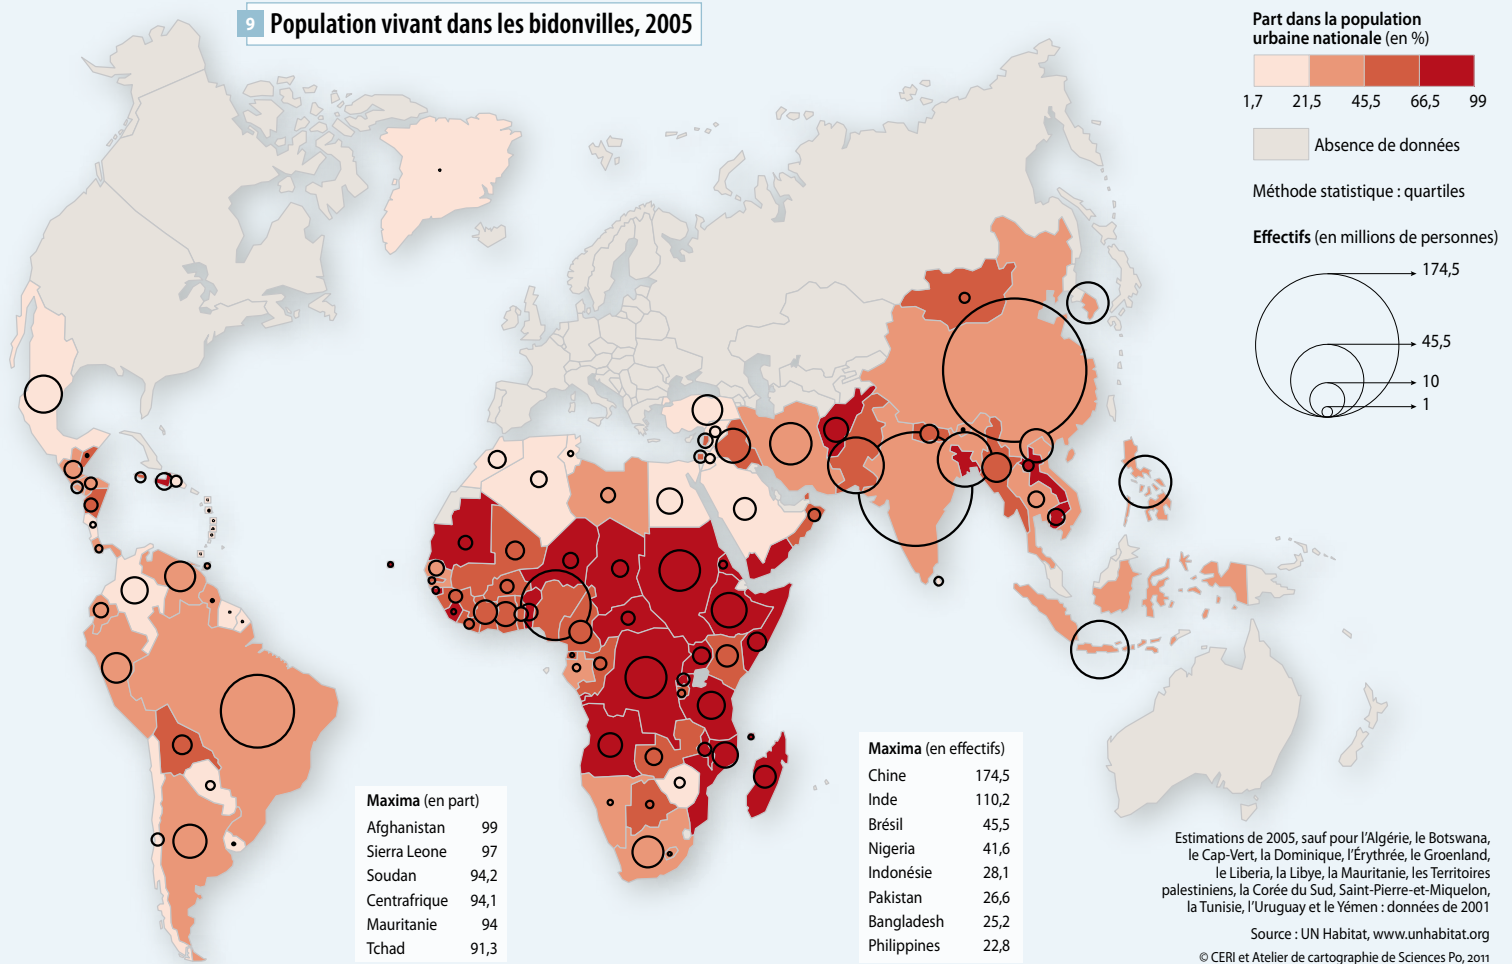 9 Population vivant dans les bidonvilles, 2005
Part dans la population
urbaine nationale (en %)
1,7 21,5 45,5 66,5 99
Absence de données
Méthode statistique : quartiles
Effectifs (en millions de personnes)
174,5
45,5
10
1
Maxima (en part)
Afghanistan 99
Sierra Leone 97
Soudan 94,2
Centrafrique 94,1
Mauritanie 94
Tchad 91,3
Maxima (en effectifs)
Chine 174,5
Inde 110,2
Brésil 45,5
Nigeria 41,6
Indonésie 28,1
Pakistan 26,6
Bangladesh 25,2
Philippines 22,8
Estimations de 2005, sauf pour l'Algérie, le Botswana,
le Cap-Vert, la Dominique, l'Érythrée, le Groenland,
le Liberia, la Libye, la Mauritanie, les Territoires
palestiniens, la Corée du Sud, Saint-Pierre-et-Miquelon,
la Tunisie, l'Uruguay et le Yémen : données de 2001
Source : UN Habitat, www.unhabitat.org
© CERI et Atelier de cartographie de Sciences Po, 2011